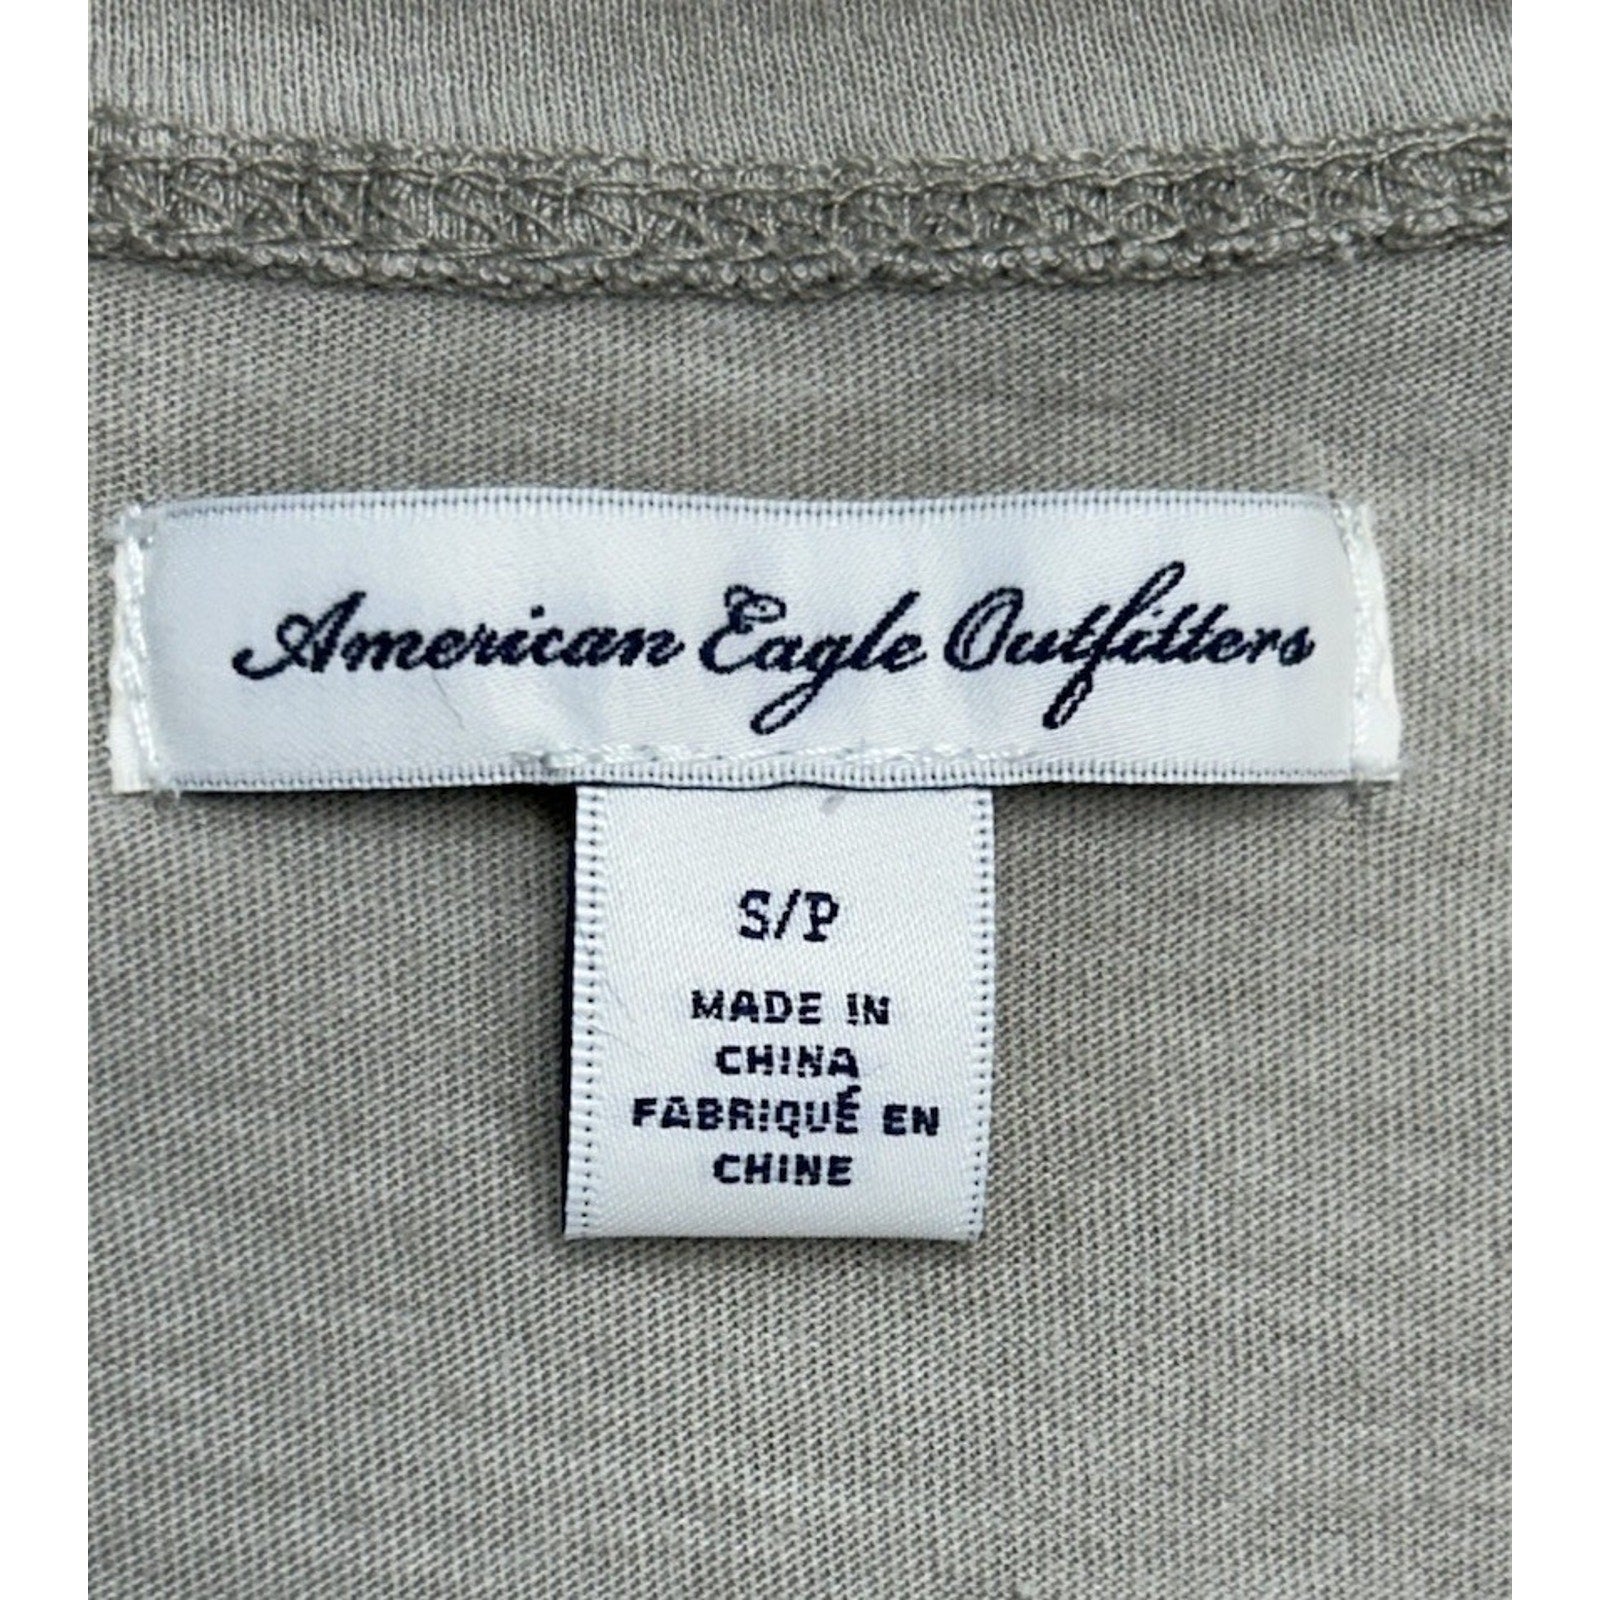 American Eagle Outfitters
S/P
MADE IN
CHINA
FABRIQUÉ EN
CHINE